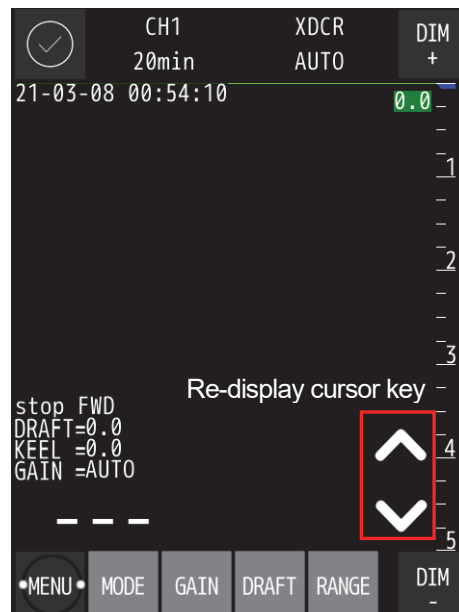 CH1 XDCR DIM
20min AUTO +
21-03-08 00:54:10 0.0
1
2
3
Re-display cursor key
stop FWD
DRAFT=0.0
KEEL =0.0
GAIN =AUTO
4
– – –
5
•MENU• MODE GAIN DRAFT RANGE DIM
-